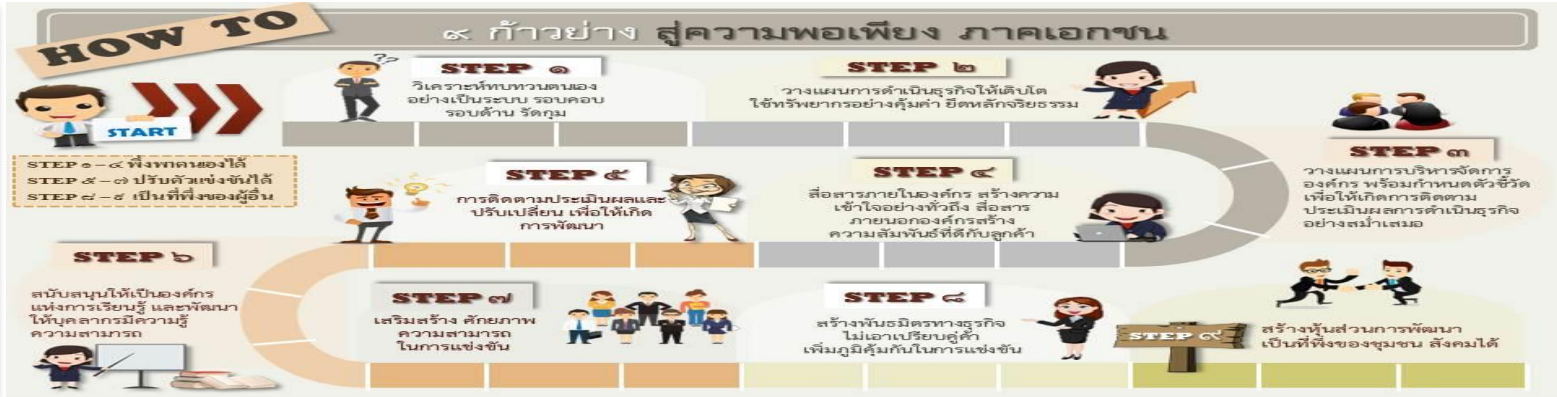 HOW TO
๙ ก้าวย่าง สู่ความพอเพียง ภาคเอกชน
START
STEP ๑-๔ พึ่งพาตนเองได้
STEP ๕-๗ ปรับตัวแข่งขันได้
STEP ๘-๙ เป็นที่พึ่งของผู้อื่น
??
STEP ๑
วิเคราะห์ทบทวนตนเอง
อย่างเป็นระบบ รอบคอบ
รอบด้าน รัดกุม
STEP ๒
วางแผนการดำเนินธุรกิจให้เติบโต
ใช้ทรัพยากรอย่างคุ้มค่า ยึดหลักจริยธรรม
STEP ๓
วางแผนการบริหารจัดการ
องค์กร พร้อมกำหนดตัวชี้วัด
เพื่อให้เกิดการติดตาม
ประเมินผลการดำเนินธุรกิจ
อย่างสม่ำเสมอ
STEP ๔
สื่อสารภายในองค์กร สร้างความ
เข้าใจอย่างทั่วถึง สื่อสาร
ภายนอกองค์กรสร้าง
ความสัมพันธ์ที่ดีกับลูกค้า
STEP ๕
การติดตามประเมินผลและ
ปรับเปลี่ยน เพื่อให้เกิด
การพัฒนา
STEP ๖
สนับสนุนให้เป็นองค์กร
แห่งการเรียนรู้ และพัฒนา
ให้บุคลากรมีความรู้
ความสามารถ
STEP ๗
เสริมสร้าง ศักยภาพ
ความสามารถ
ในการแข่งขัน
STEP ๘
สร้างพันธมิตรทางธุรกิจ
ไม่เอาเปรียบคู่ค้า
เพิ่มภูมิคุ้มกันในการแข่งขัน
STEP ๙
สร้างหุ้นส่วนการพัฒนา
เป็นที่พึ่งของชุมชน สังคมได้